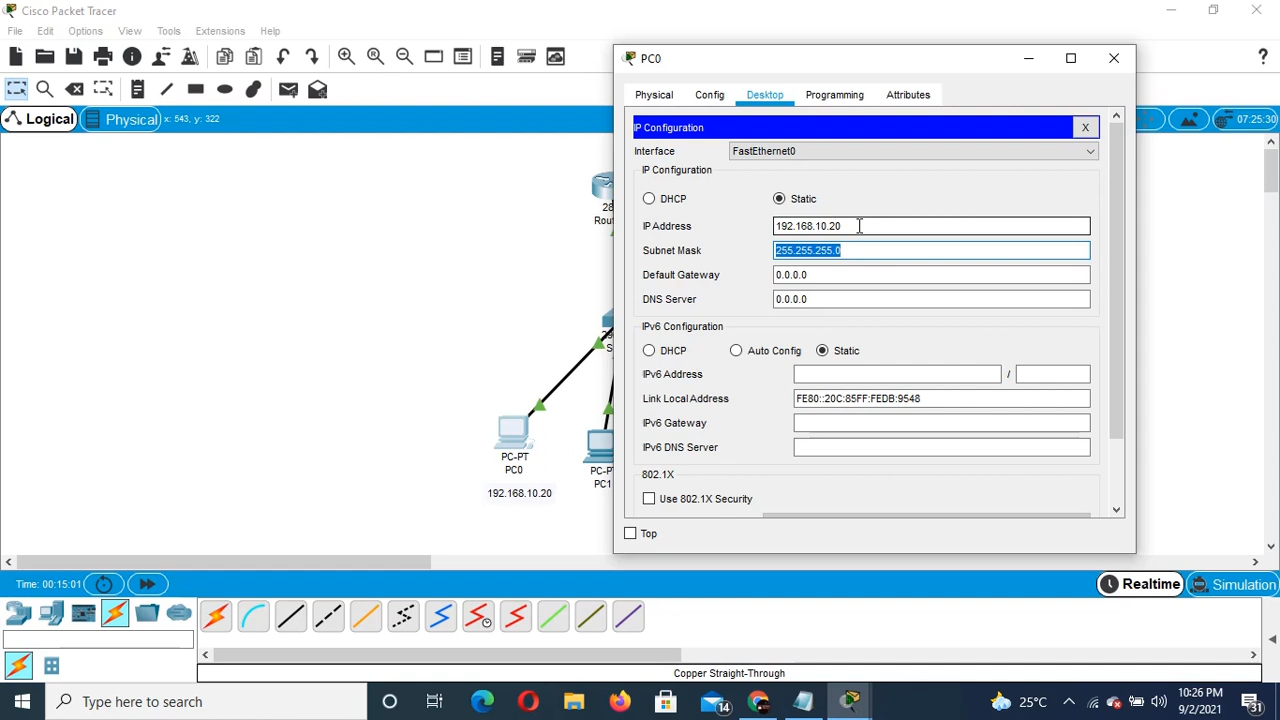 Cisco Packet Tracer
File Edit Options View Tools Extensions Help
?
Logical Physical x: 543, y: 322
07:25:30
28
Rout
29
S
PC-PT
PC0
PC-PT
PC1
192.168.10.20
PC0
Physical Config Desktop Programming Attributes
IP Configuration X
Interface FastEthernet0
IP Configuration
DHCP Static
IP Address 192.168.10.20
Subnet Mask 255.255.255.0
Default Gateway 0.0.0.0
DNS Server 0.0.0.0
IPv6 Configuration
DHCP Auto Config Static
IPv6 Address /
Link Local Address FE80::20C:85FF:FEDB:9548
IPv6 Gateway
IPv6 DNS Server
802.1X
Use 802.1X Security
Top
Time: 00:15:01 Realtime Simulation
Copper Straight-Through
Type here to search
14
25°C
10:26 PM
9/2/2021
31